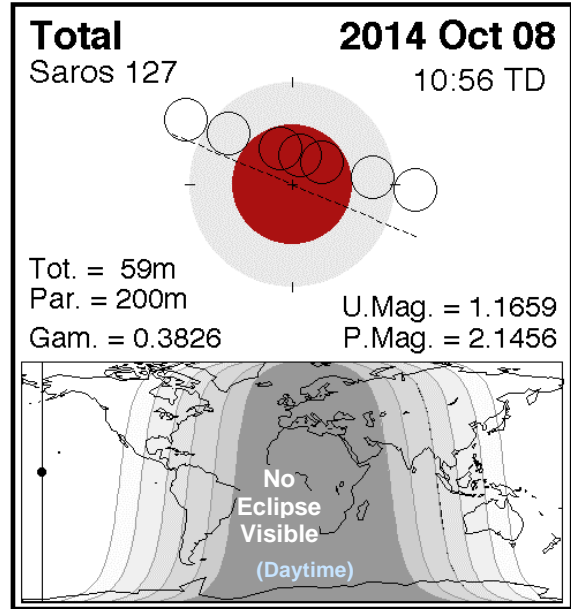 Total
2014 Oct 08
Saros 127
10:56 TD
Tot. = 59m
Par. = 200m
Gam. = 0.3826
U.Mag. = 1.1659
P.Mag. = 2.1456
No
Eclipse
Visible
(Daytime)